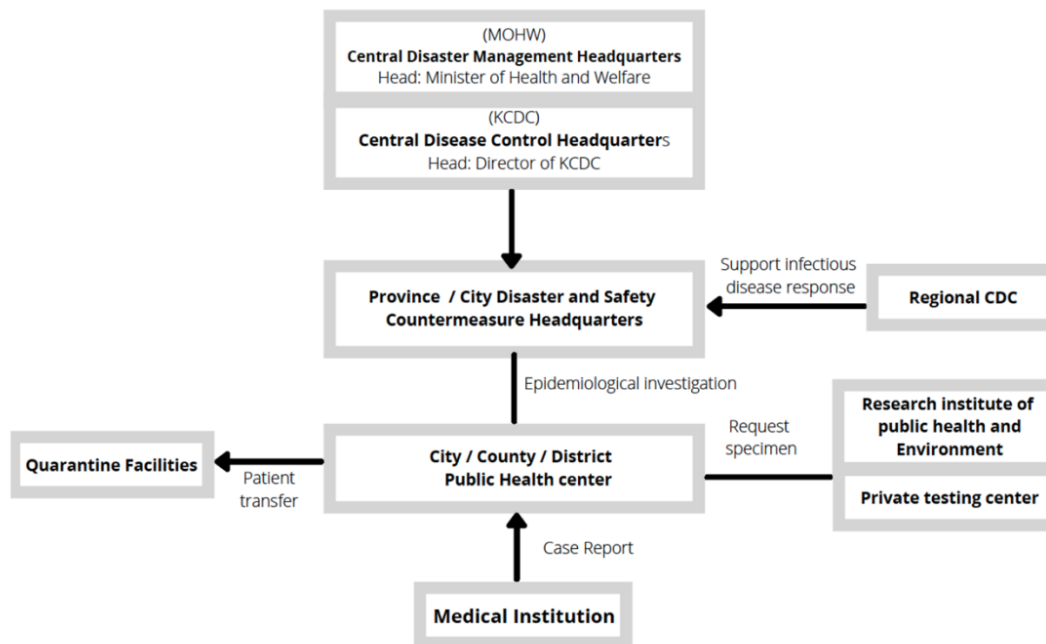 (MOHW)
Central Disaster Management Headquarters
Head: Minister of Health and Welfare
(KCDC)
Central Disease Control Headquarters
Head: Director of KCDC
Support infectious
disease response
Province / City Disaster and Safety
Countermeasure Headquarters
Regional CDC
Epidemiological investigation
Request
specimen
Research institute of
public health and
Environment
Quarantine Facilities
Patient
transfer
City / County / District
Public Health center
Private testing center
Case Report
Medical Institution